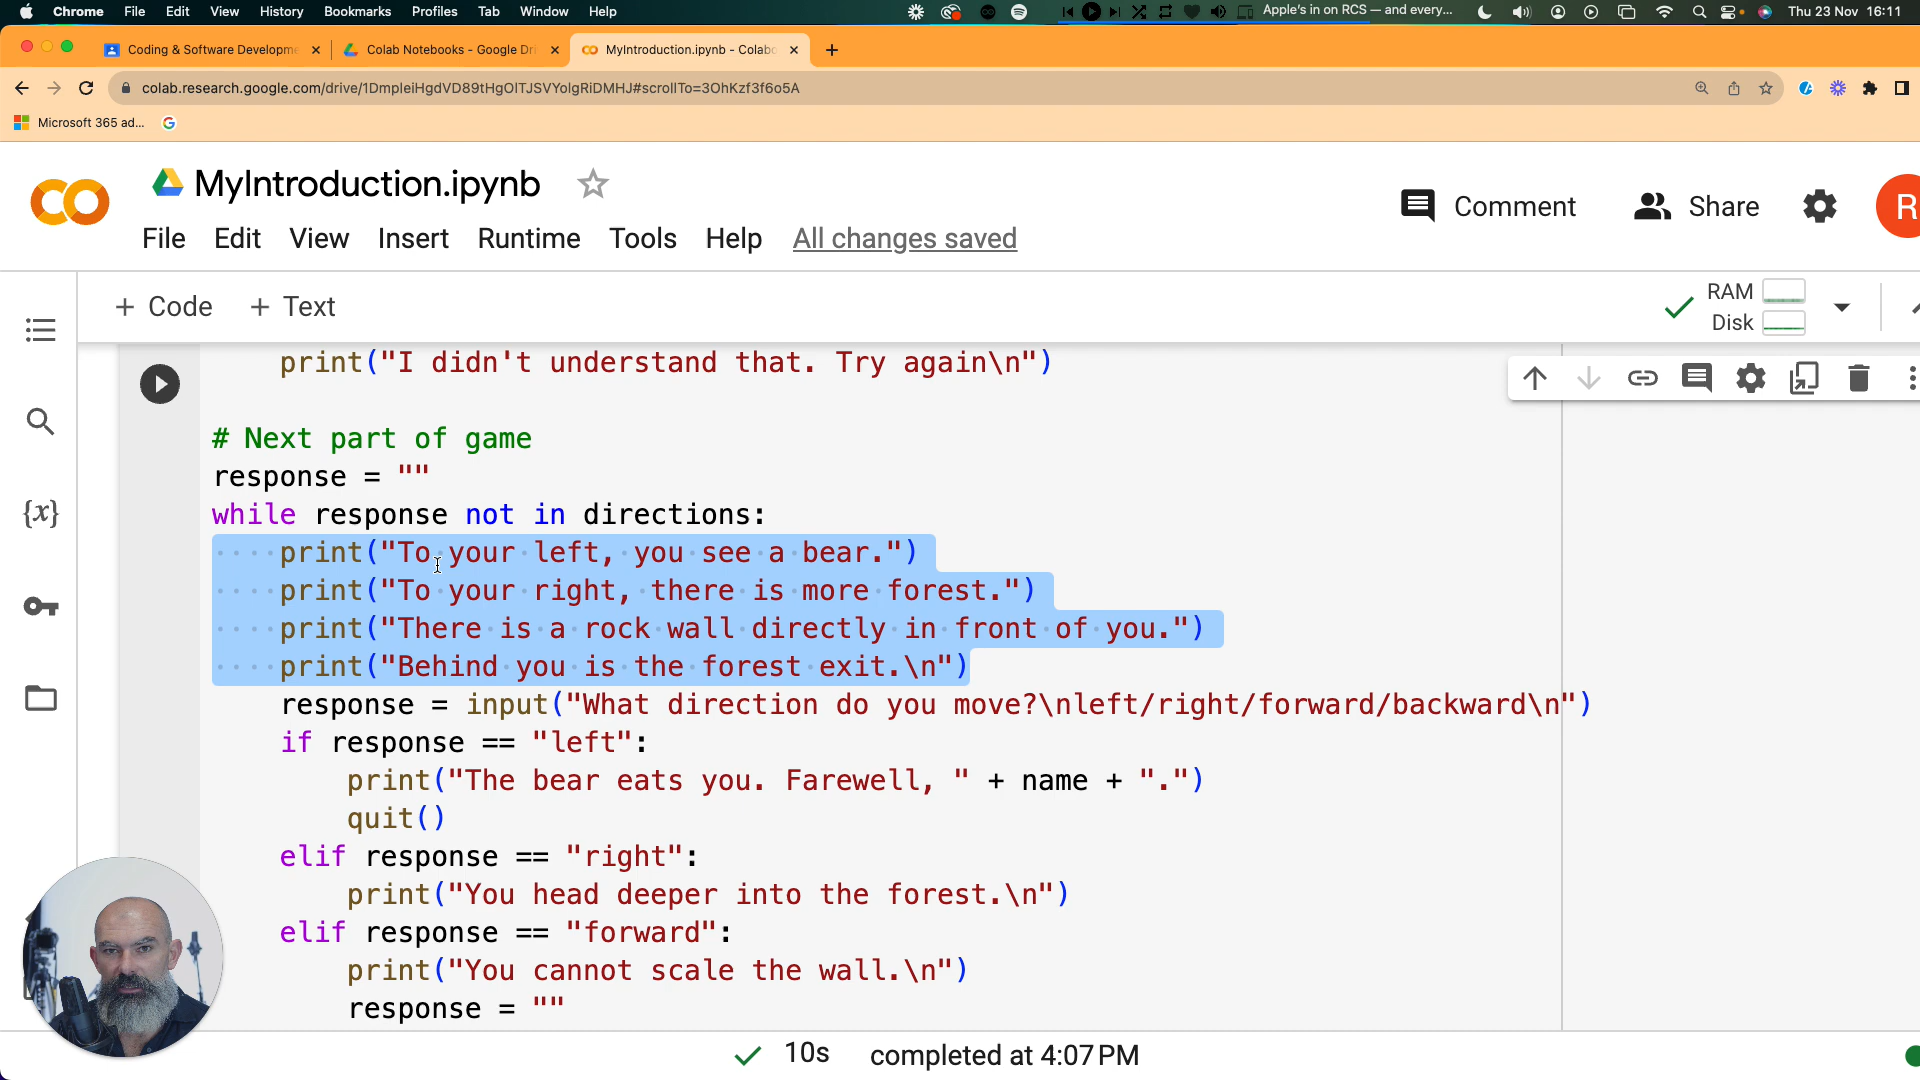 Chrome File Edit View History Bookmarks Profiles Tab Window Help Apple's in on RCS — and every... Thu 23 Nov 16:11
Coding & Software Developme Colab Notebooks - Google Dri MyIntroduction.ipynb - Colabo
colab.research.google.com/drive/1DmpleiHgdVD89tHgOITJSVYolgRiDMHJ#scrollTo=3OhKzf3f6o5A
Microsoft 365 ad...
MyIntroduction.ipynb
Comment Share R
File Edit View Insert Runtime Tools Help All changes saved
+ Code + Text
RAM
Disk
print("I didn't understand that. Try again\n")
# Next part of game
response = ""
while response not in directions:
print("To your left, you see a bear.")
print("To your right, there is more forest.")
print("There is a rock wall directly in front of you.")
print("Behind you is the forest exit.\n")
response = input("What direction do you move?\nleft/right/forward/backward\n")
if response == "left":
print("The bear eats you. Farewell, " + name + ".")
quit()
elif response == "right":
print("You head deeper into the forest.\n")
elif response == "forward":
print("You cannot scale the wall.\n")
response = ""
{x}
10s completed at 4:07 PM